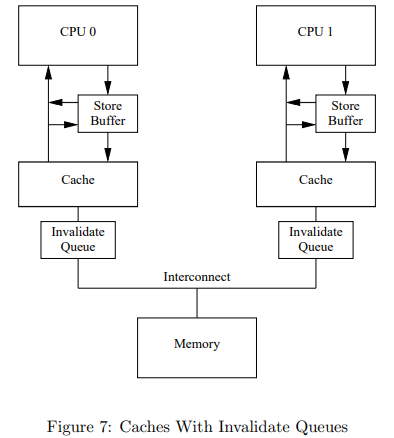 CPU 0
CPU 1
Store
Buffer
Store
Buffer
Cache
Cache
Invalidate
Queue
Invalidate
Queue
Interconnect
Memory
Figure 7: Caches With Invalidate Queues